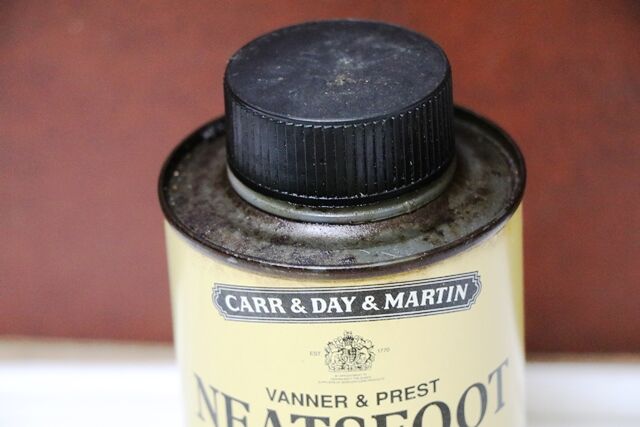 CARR & DAY & MARTIN
EST. 1770
VANNER & PREST
NEATSFOOT